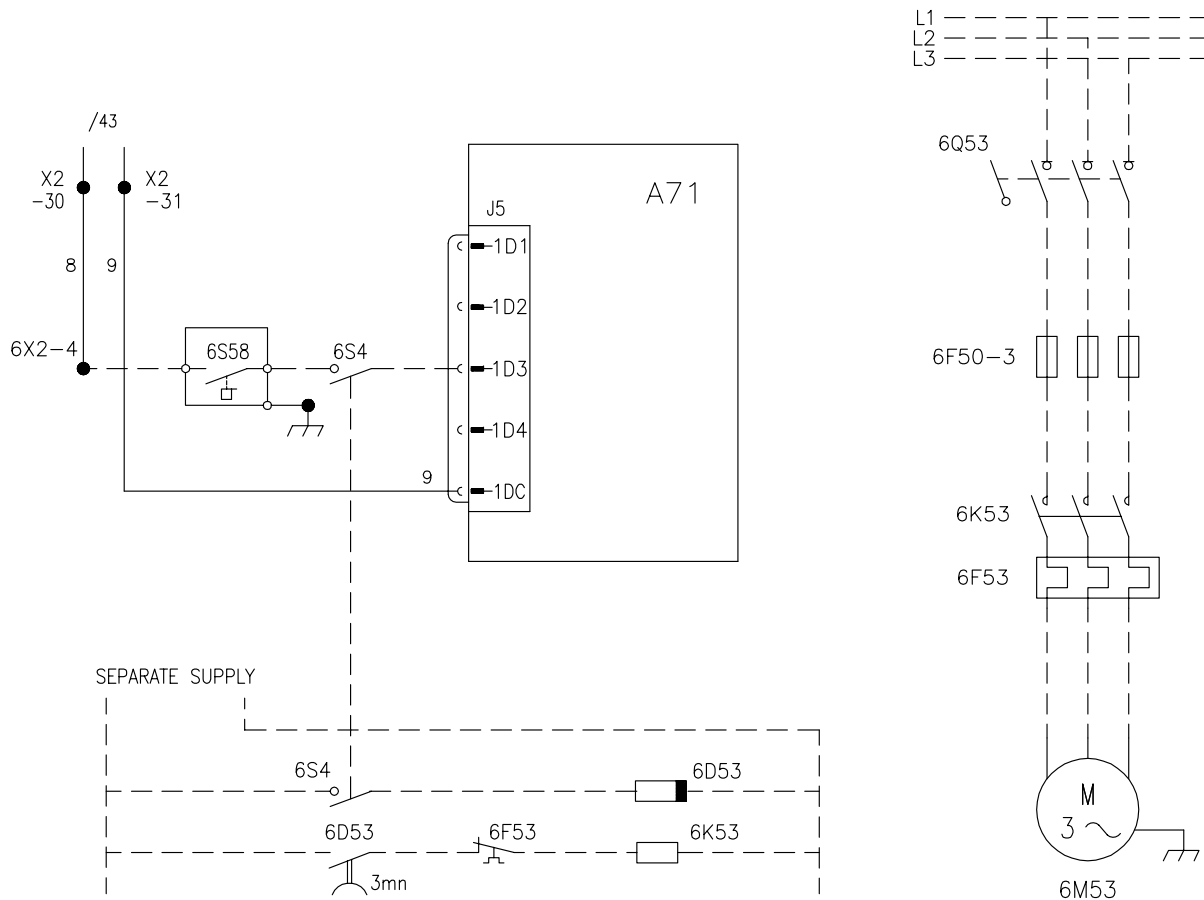 L1
L2
L3
/43
6Q53
X2
-30
X2
-31
A71
J5
1D1
8
9
1D2
6X2-4
6S58
6S4
1D3
6F50-3
1D4
9
1DC
6K53
6F53
SEPARATE SUPPLY
6S4
6D53
M
3
6D53
6F53
6K53
3mn
6M53